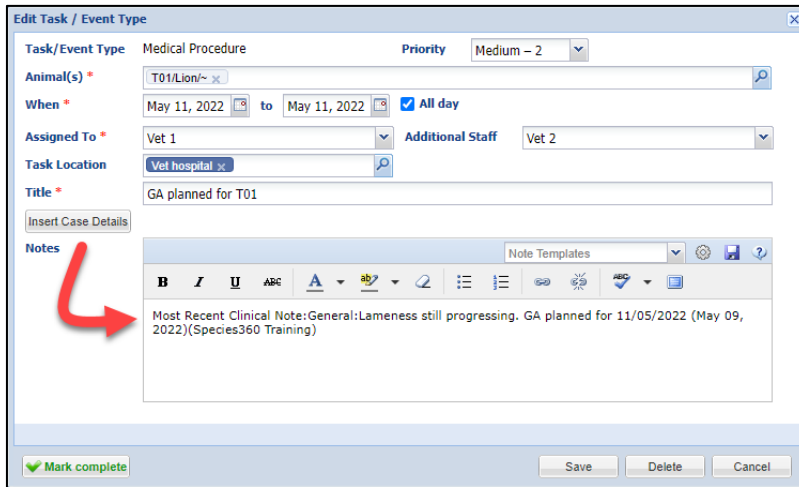 Edit Task / Event Type
Task/Event Type Medical Procedure Priority Medium – 2
Animal(s) * T01/Lion/~ x
When * May 11, 2022 to May 11, 2022 All day
Assigned To * Vet 1 Additional Staff Vet 2
Task Location Vet hospital x
Title * GA planned for T01
Insert Case Details
Notes Note Templates
B I U ABC A ab ABC
Most Recent Clinical Note:General:Lameness still progressing. GA planned for 11/05/2022 (May 09,
2022)(Species360 Training)
Mark complete Save Delete Cancel